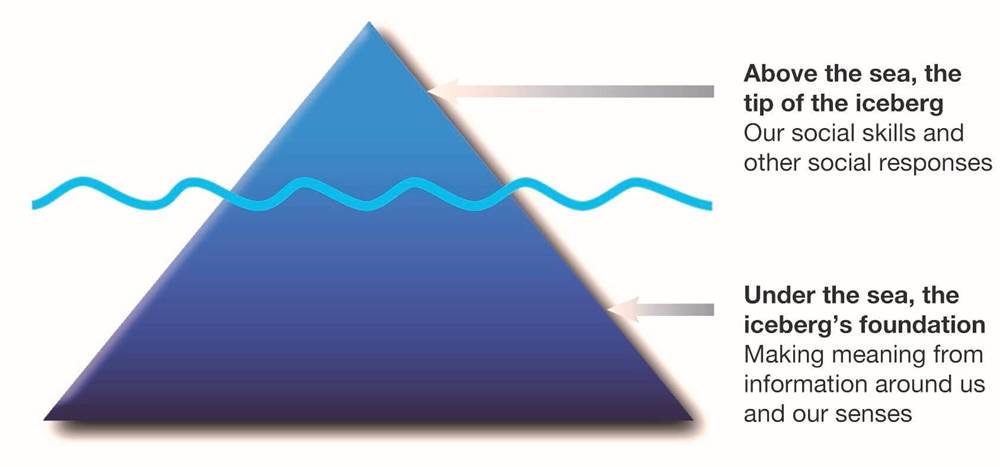 Above the sea, the
tip of the iceberg
Our social skills and
other social responses
Under the sea, the
iceberg’s foundation
Making meaning from
information around us
and our senses